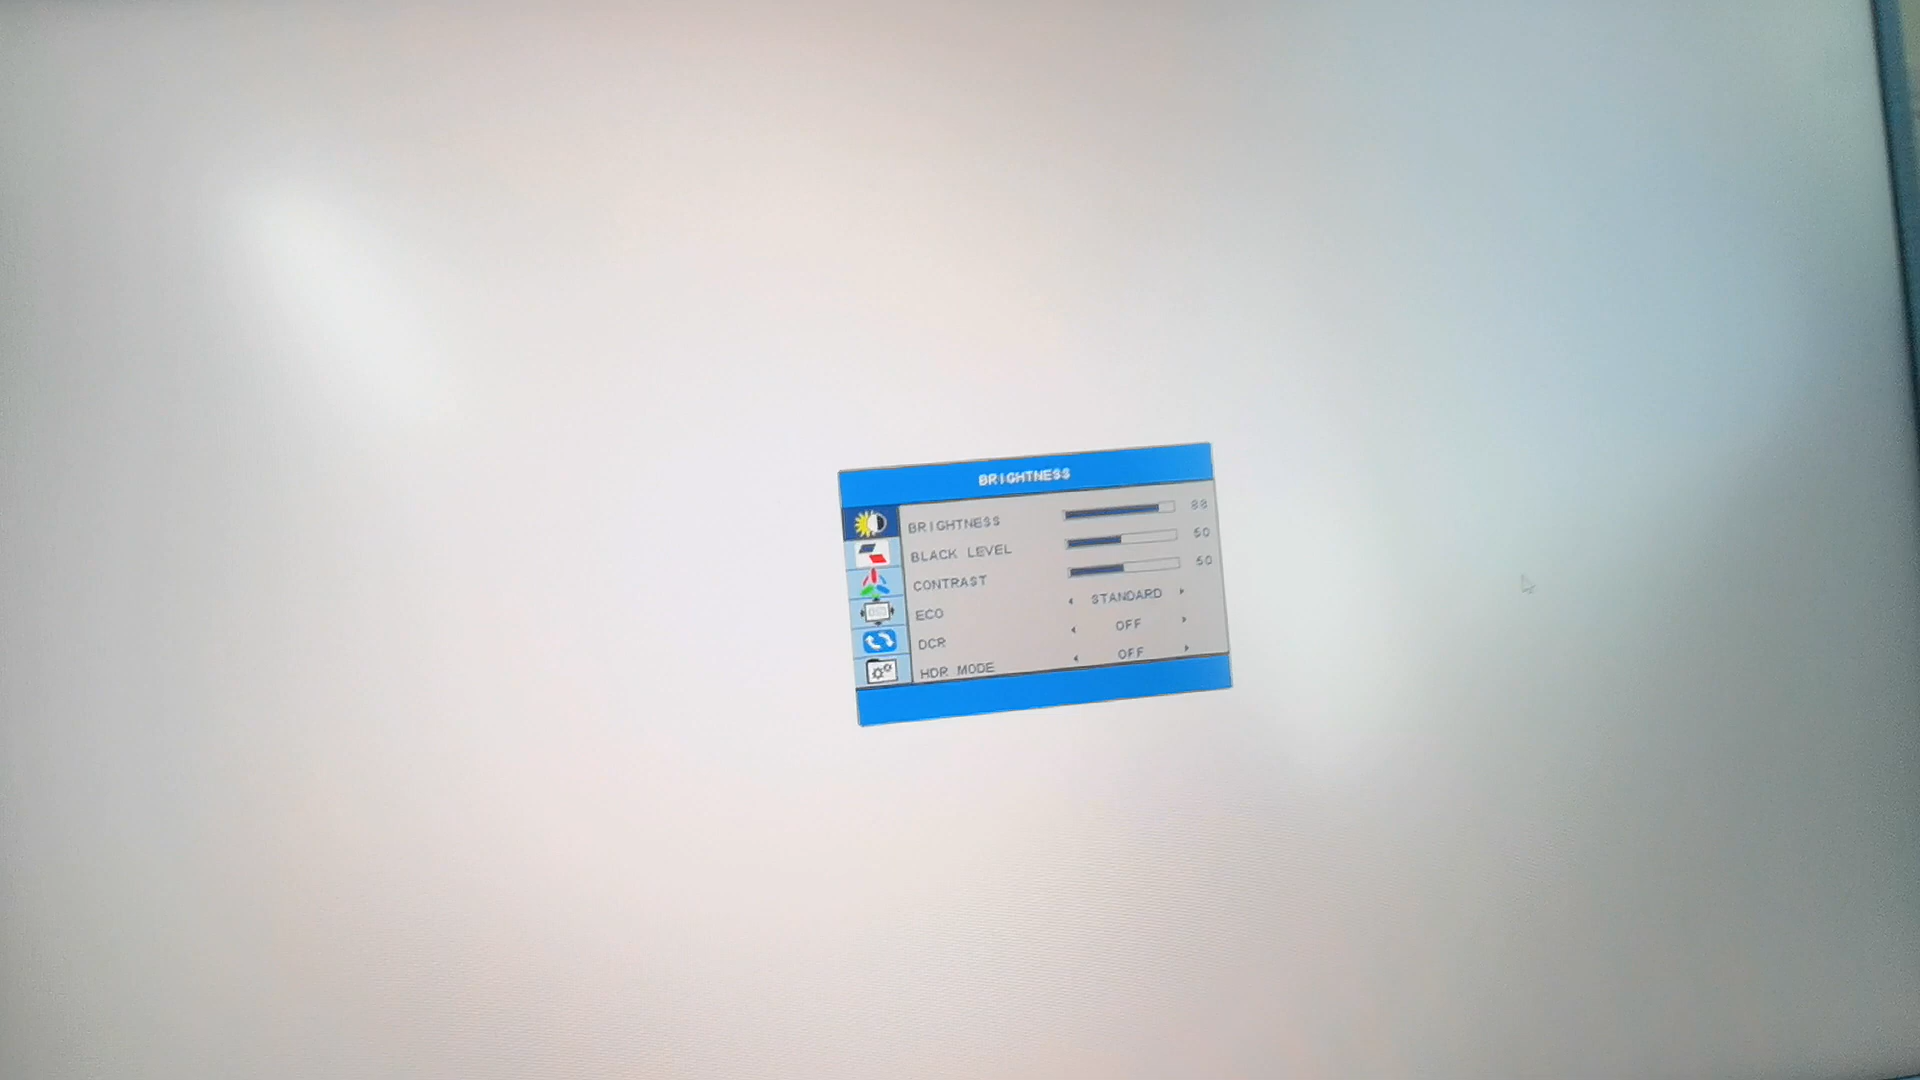 BRIGHTNESS
BRIGHTNESS 88
BLACK LEVEL 50
CONTRAST 50
ECO STANDARD
DCR OFF
HDR MODE OFF